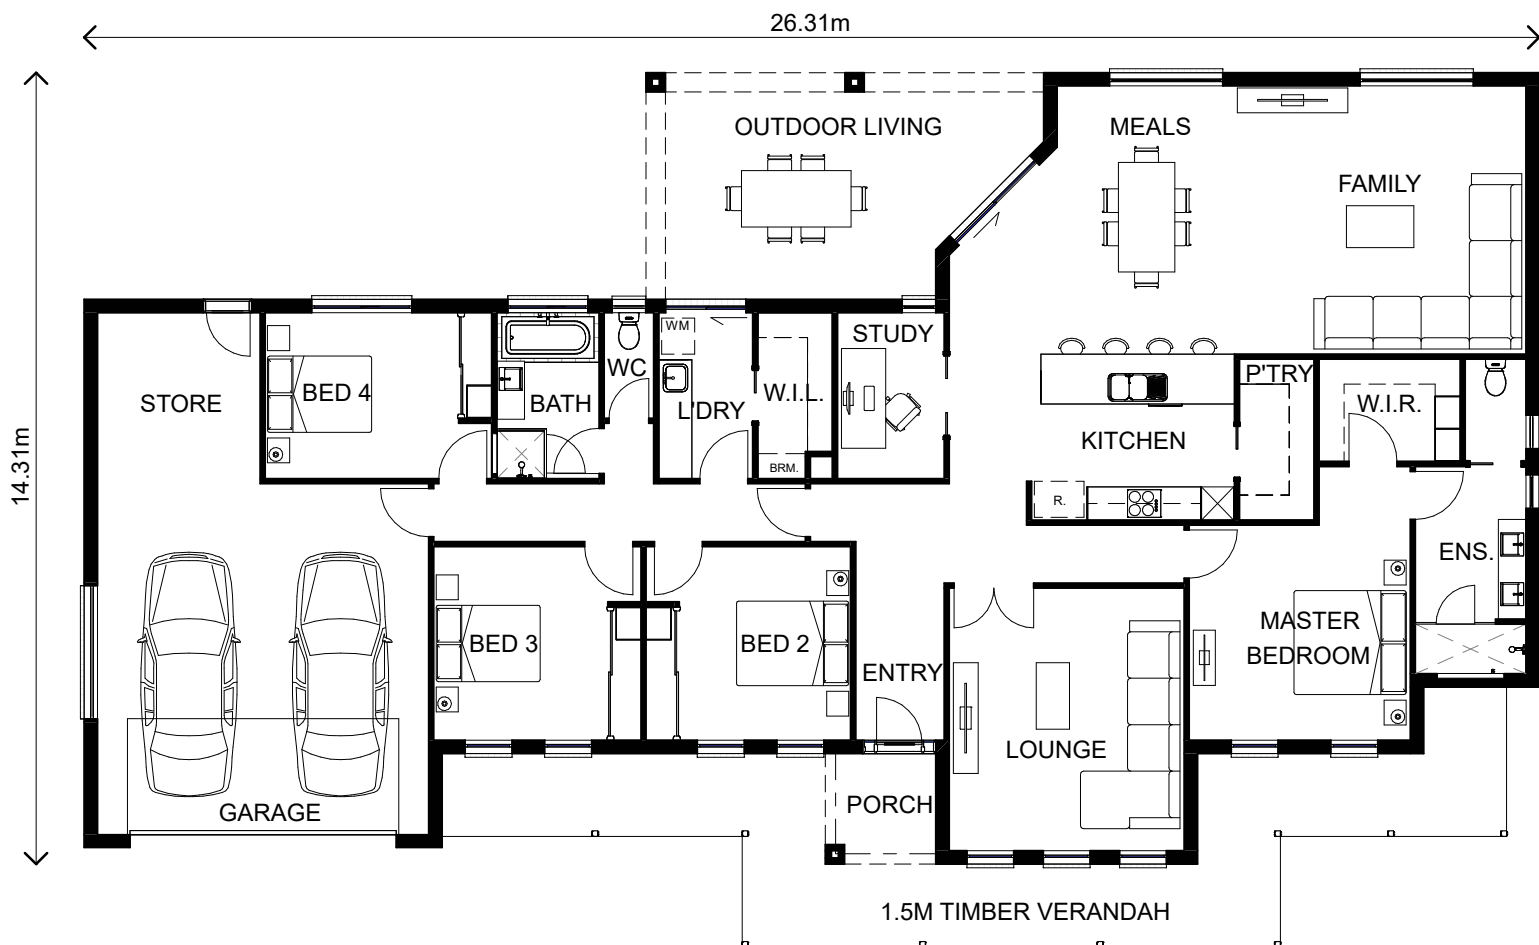 26.31m
14.31m
OUTDOOR LIVING
MEALS
FAMILY
STORE
BED 4
BATH
WC
WM
L'DRY
W.I.L.
BRM.
STUDY
P'TRY
W.I.R.
KITCHEN
R.
ENS.
BED 3
BED 2
ENTRY
MASTER
BEDROOM
LOUNGE
GARAGE
PORCH
1.5M TIMBER VERANDAH